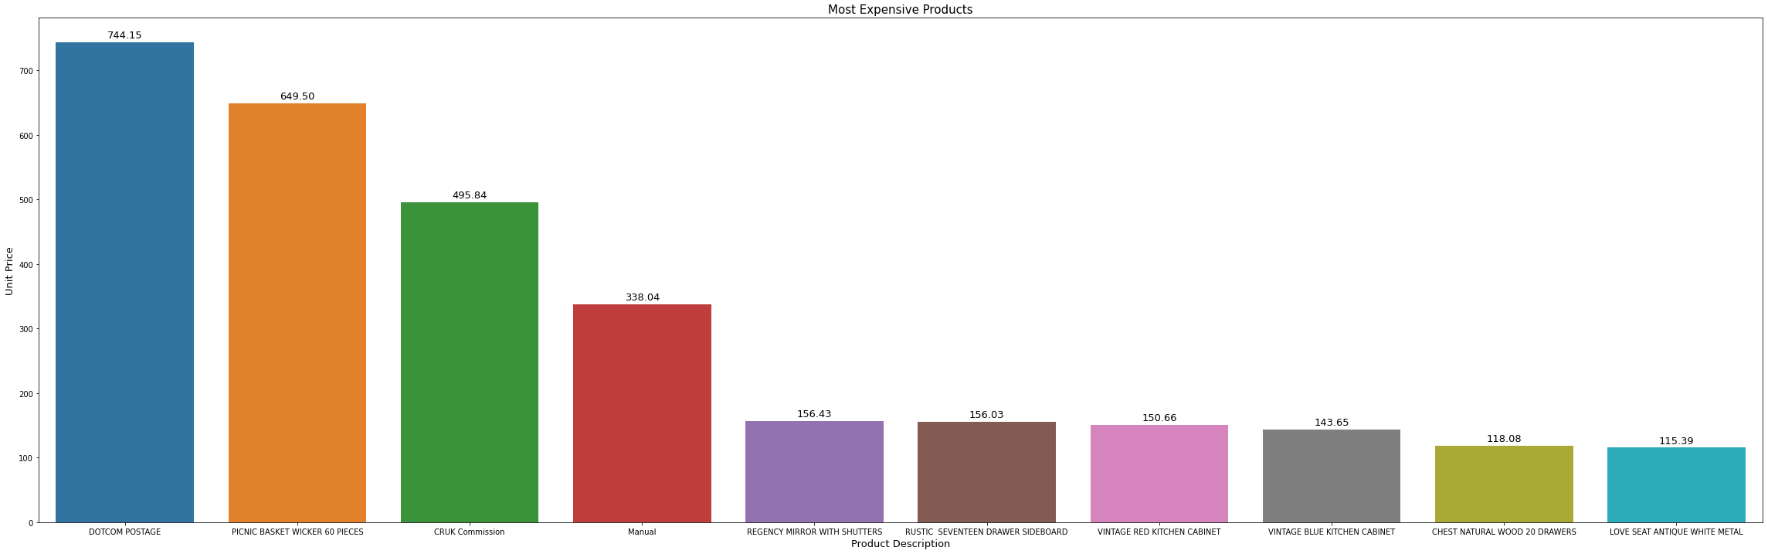 Most Expensive Products
744.15
649.50
495.84
338.04
156.43
156.03
150.66
143.65
118.08
115.39
700
600
500
400
300
200
100
0
Unit Price
DOTCOM POSTAGE
PICNIC BASKET WICKER 60 PIECES
CRUK Commission
Manual
REGENCY MIRROR WITH SHUTTERS
RUSTIC  SEVENTEEN DRAWER SIDEBOARD
VINTAGE RED KITCHEN CABINET
VINTAGE BLUE KITCHEN CABINET
CHEST NATURAL WOOD 20 DRAWERS
LOVE SEAT ANTIQUE WHITE METAL
Product Description